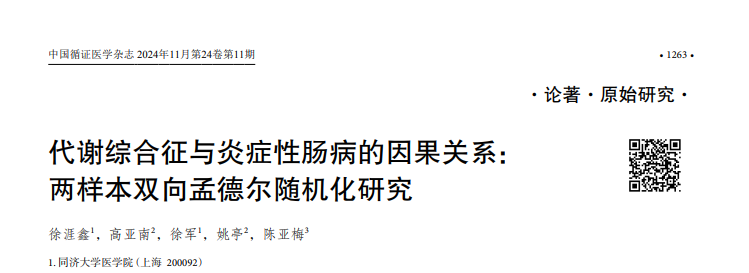 中国循证医学杂志 2024年11月第24卷第11期
• 1263 •
·论著·原始研究·
代谢综合征与炎症性肠病的因果关系：
两样本双向孟德尔随机化研究
徐涯鑫1，高亚南2，徐军1，姚亭2，陈亚梅3
1. 同济大学医学院（上海 200092）